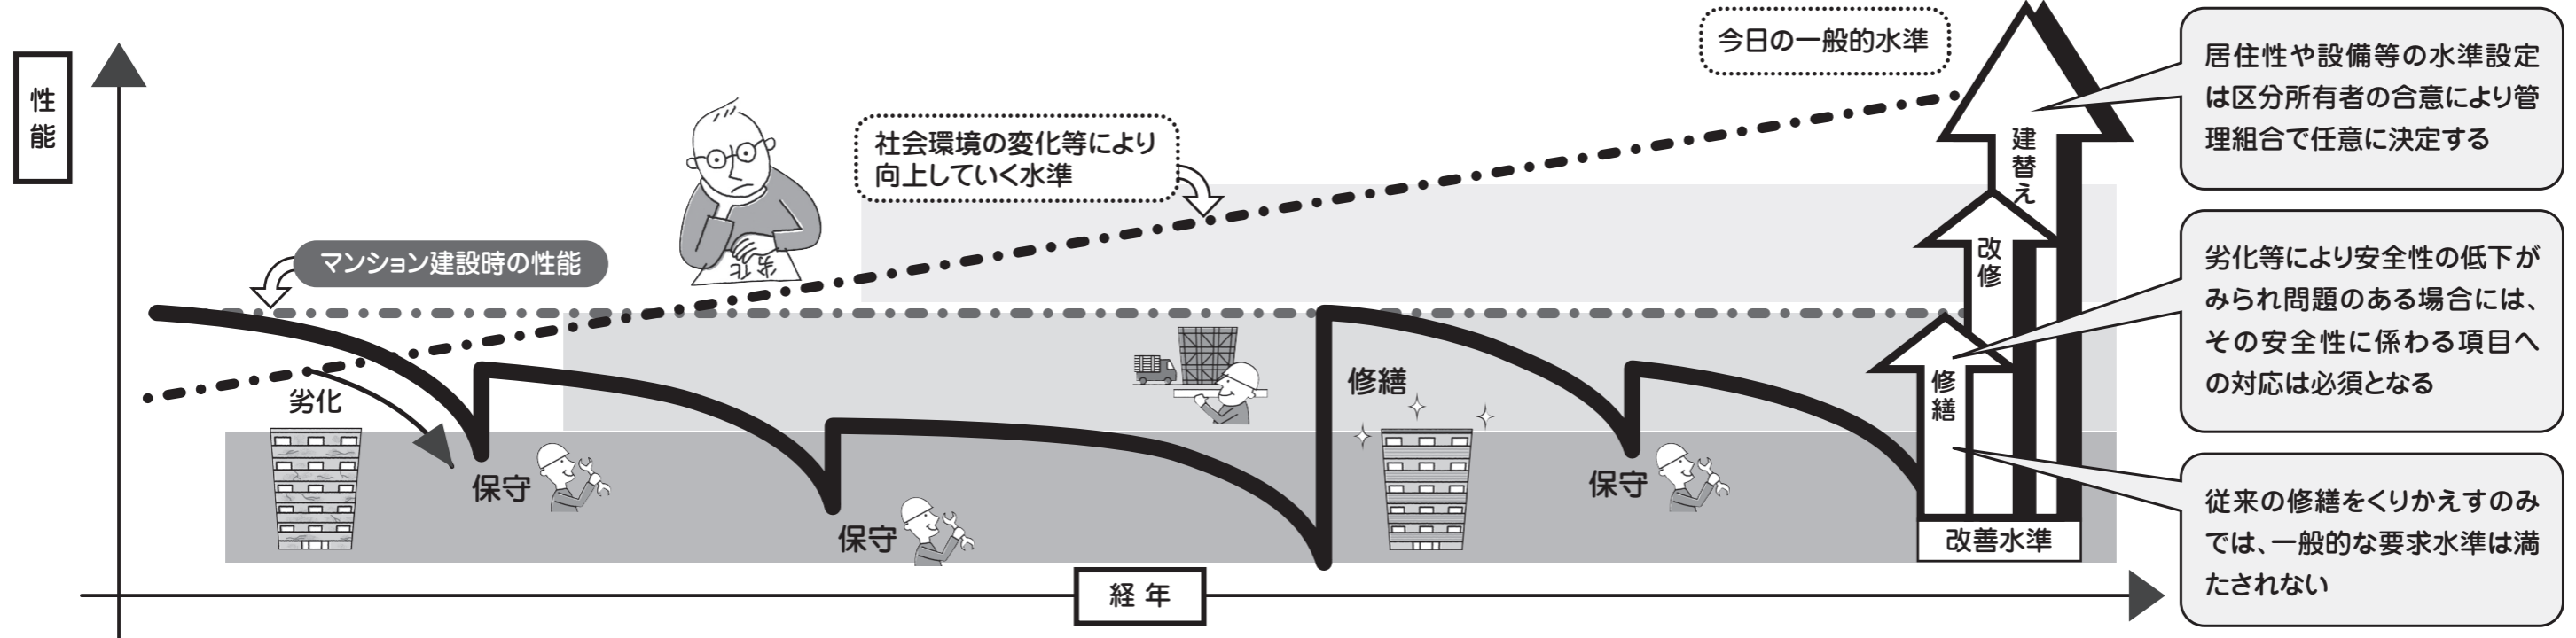 性能
今日の一般的水準
居住性や設備等の水準設定
は区分所有者の合意により管
理組合で任意に決定する
社会環境の変化等により
向上していく水準
建替え
マンション建設時の性能
劣化
改修
劣化等により安全性の低下が
みられ問題のある場合には、
その安全性に係わる項目へ
の対応は必須となる
劣化
修繕
修繕
保守
保守
保守
従来の修繕をくりかえすのみ
では、一般的な要求水準は満
たされない
改善水準
経年